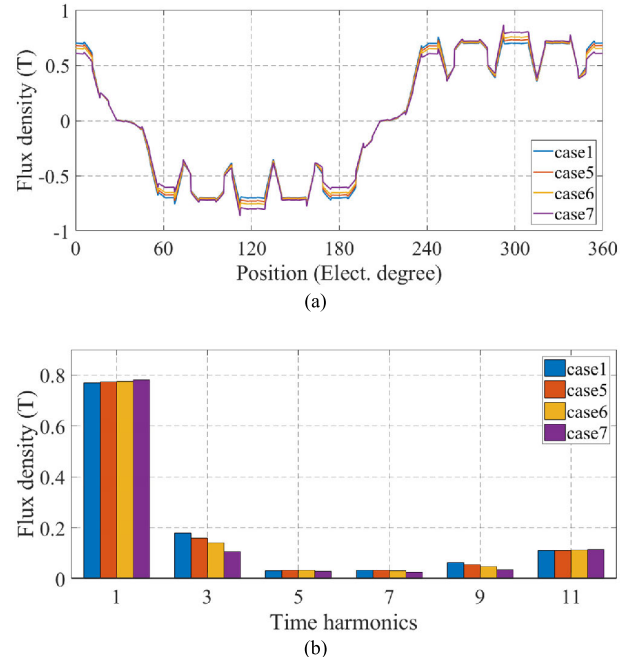 1
0.5
0
-0.5
-1
Flux density (T)
case1
case5
case6
case7
0 60 120 180 240 300 360
Position (Elect. degree)
(a)
0.8
0.6
0.4
0.2
0
Flux density (T)
case1
case5
case6
case7
1 3 5 7 9 11
Time harmonics
(b)